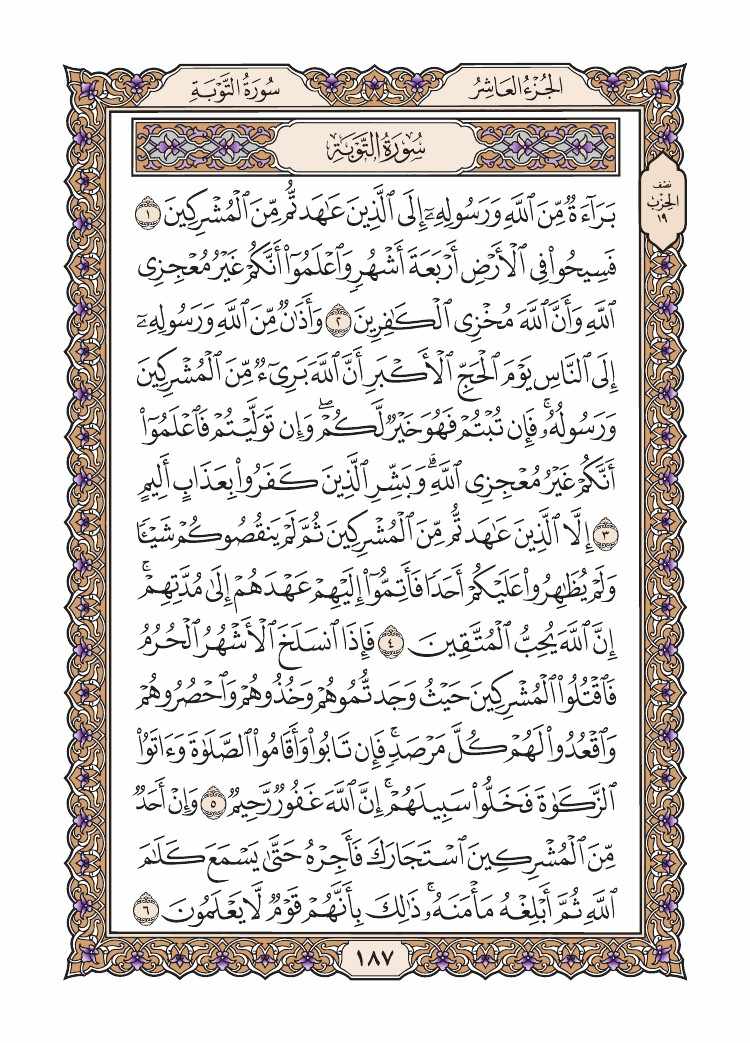 سُورَةُ التَّوْبَةِ
الجُزْءُ العَاشِرُ
سُورَةُ التَّوْبَةِ
نصف
الحِزْب
١٩
بَرَآءَةٞ مِّنَ ٱللَّهِ وَرَسُولِهِۦٓ إِلَى ٱلَّذِينَ عَٰهَدتُّم مِّنَ ٱلۡمُشۡرِكِينَ ١
فَسِيحُواْ فِي ٱلۡأَرۡضِ أَرۡبَعَةَ أَشۡهُرٖ وَٱعۡلَمُوٓاْ أَنَّكُمۡ غَيۡرُ مُعۡجِزِي
ٱللَّهِ وَأَنَّ ٱللَّهَ مُخۡزِي ٱلۡكَٰفِرِينَ ٢ وَأَذَٰنٞ مِّنَ ٱللَّهِ وَرَسُولِهِۦٓ
إِلَى ٱلنَّاسِ يَوۡمَ ٱلۡحَجِّ ٱلۡأَكۡبَرِ أَنَّ ٱللَّهَ بَرِيٓءٞ مِّنَ ٱلۡمُشۡرِكِينَ
وَرَسُولُهُۥۚ فَإِن تُبۡتُمۡ فَهُوَ خَيۡرٞ لَّكُمۡۖ وَإِن تَوَلَّيۡتُمۡ فَٱعۡلَمُوٓاْ
أَنَّكُمۡ غَيۡرُ مُعۡجِزِي ٱللَّهِۗ وَبَشِّرِ ٱلَّذِينَ كَفَرُواْ بِعَذَابٍ أَلِيمٍ
٣ إِلَّا ٱلَّذِينَ عَٰهَدتُّم مِّنَ ٱلۡمُشۡرِكِينَ ثُمَّ لَمۡ يَنقُصُوكُمۡ شَيۡـٔٗا
وَلَمۡ يُظَٰهِرُواْ عَلَيۡكُمۡ أَحَدٗا فَأَتِمُّوٓاْ إِلَيۡهِمۡ عَهۡدَهُمۡ إِلَىٰ مُدَّتِهِمۡۚ
إِنَّ ٱللَّهَ يُحِبُّ ٱلۡمُتَّقِينَ ٤ فَإِذَا ٱنسَلَخَ ٱلۡأَشۡهُرُ ٱلۡحُرُمُ
فَٱقۡتُلُواْ ٱلۡمُشۡرِكِينَ حَيۡثُ وَجَدتُّمُوهُمۡ وَخُذُوهُمۡ وَٱحۡصُرُوهُمۡ
وَٱقۡعُدُواْ لَهُمۡ كُلَّ مَرۡصَدٖۚ فَإِن تَابُواْ وَأَقَامُواْ ٱلصَّلَوٰةَ وَءَاتَوُاْ
ٱلزَّكَوٰةَ فَخَلُّواْ سَبِيلَهُمۡۚ إِنَّ ٱللَّهَ غَفُورٞ رَّحِيمٞ ٥ وَإِنۡ أَحَدٞ
مِّنَ ٱلۡمُشۡرِكِينَ ٱسۡتَجَارَكَ فَأَجِرۡهُ حَتَّىٰ يَسۡمَعَ كَلَٰمَ
ٱللَّهِ ثُمَّ أَبۡلِغۡهُ مَأۡمَنَهُۥۚ ذَٰلِكَ بِأَنَّهُمۡ قَوۡمٞ لَّا يَعۡلَمُونَ ٦
١٨٧